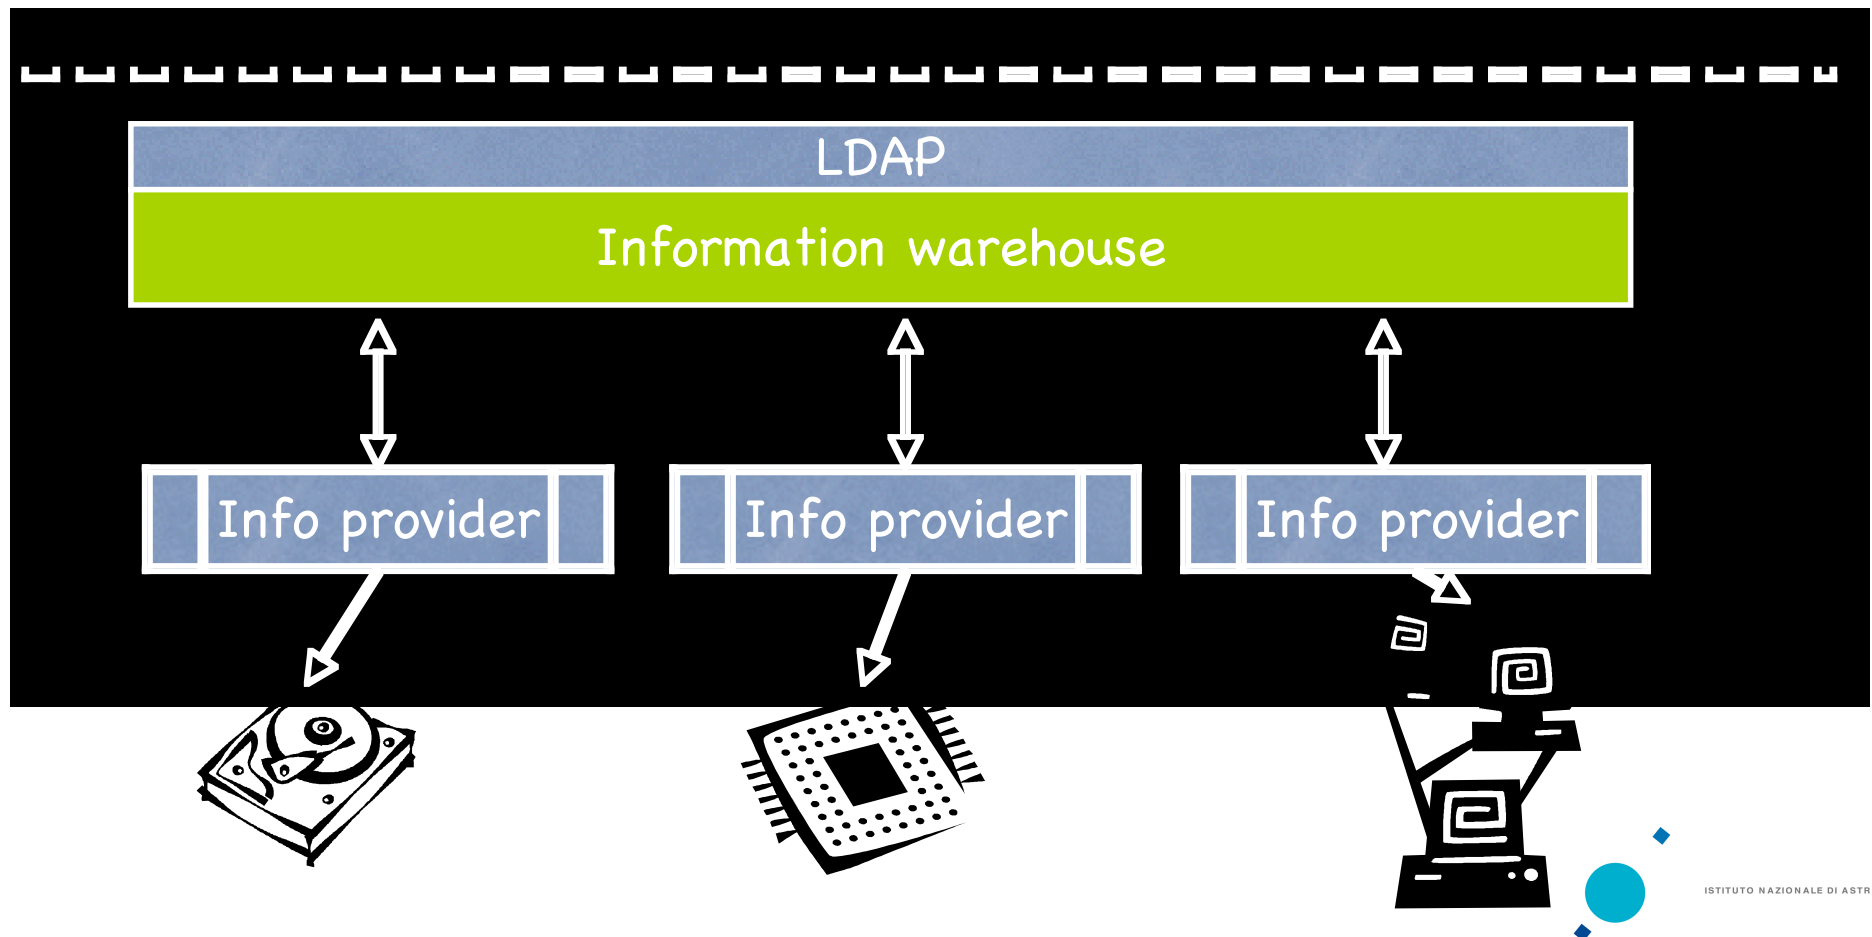 LDAP
Information warehouse
Info provider
Info provider
Info provider
ISTITUTO NAZIONALE DI ASTR